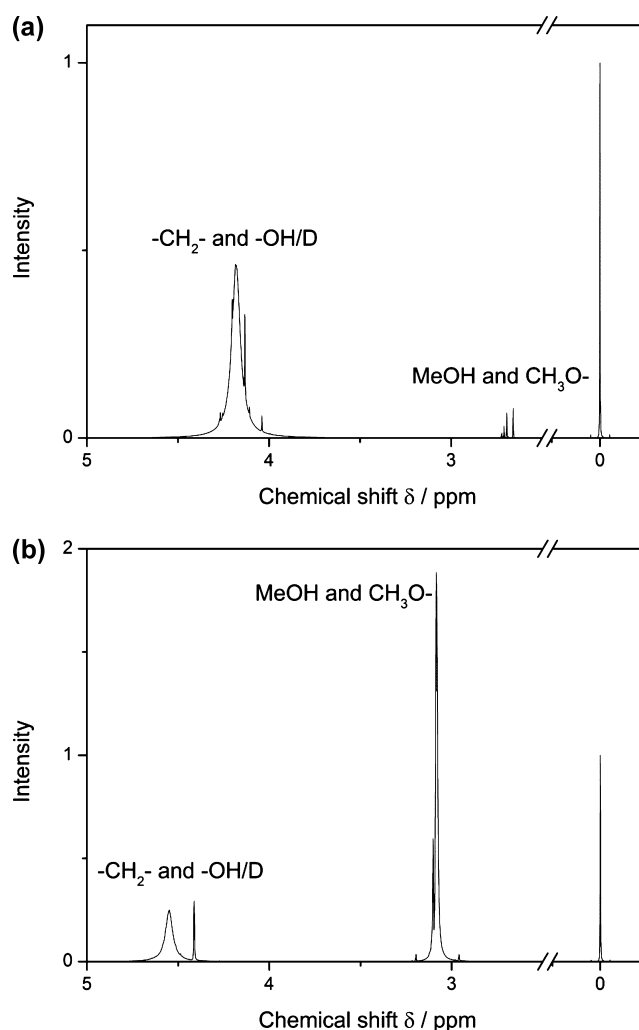 (a)
1
Intensity
-CH₂- and -OH/D
MeOH and CH₃O-
0
5 4 3 0
Chemical shift δ / ppm
(b)
2
MeOH and CH₃O-
Intensity
1
-CH₂- and -OH/D
0
5 4 3 0
Chemical shift δ / ppm